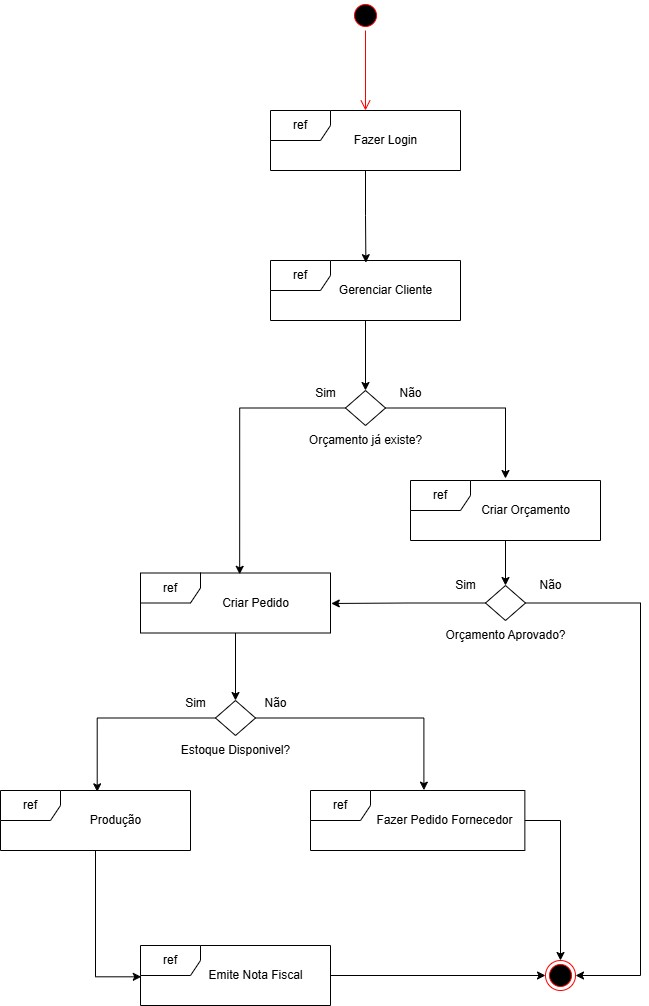 ref
Fazer Login
ref
Gerenciar Cliente
Sim
Não
Orçamento já existe?
ref
Criar Orçamento
ref
Criar Pedido
Sim
Não
Orçamento Aprovado?
Sim
Não
Estoque Disponivel?
ref
Produção
ref
Fazer Pedido Fornecedor
ref
Emite Nota Fiscal